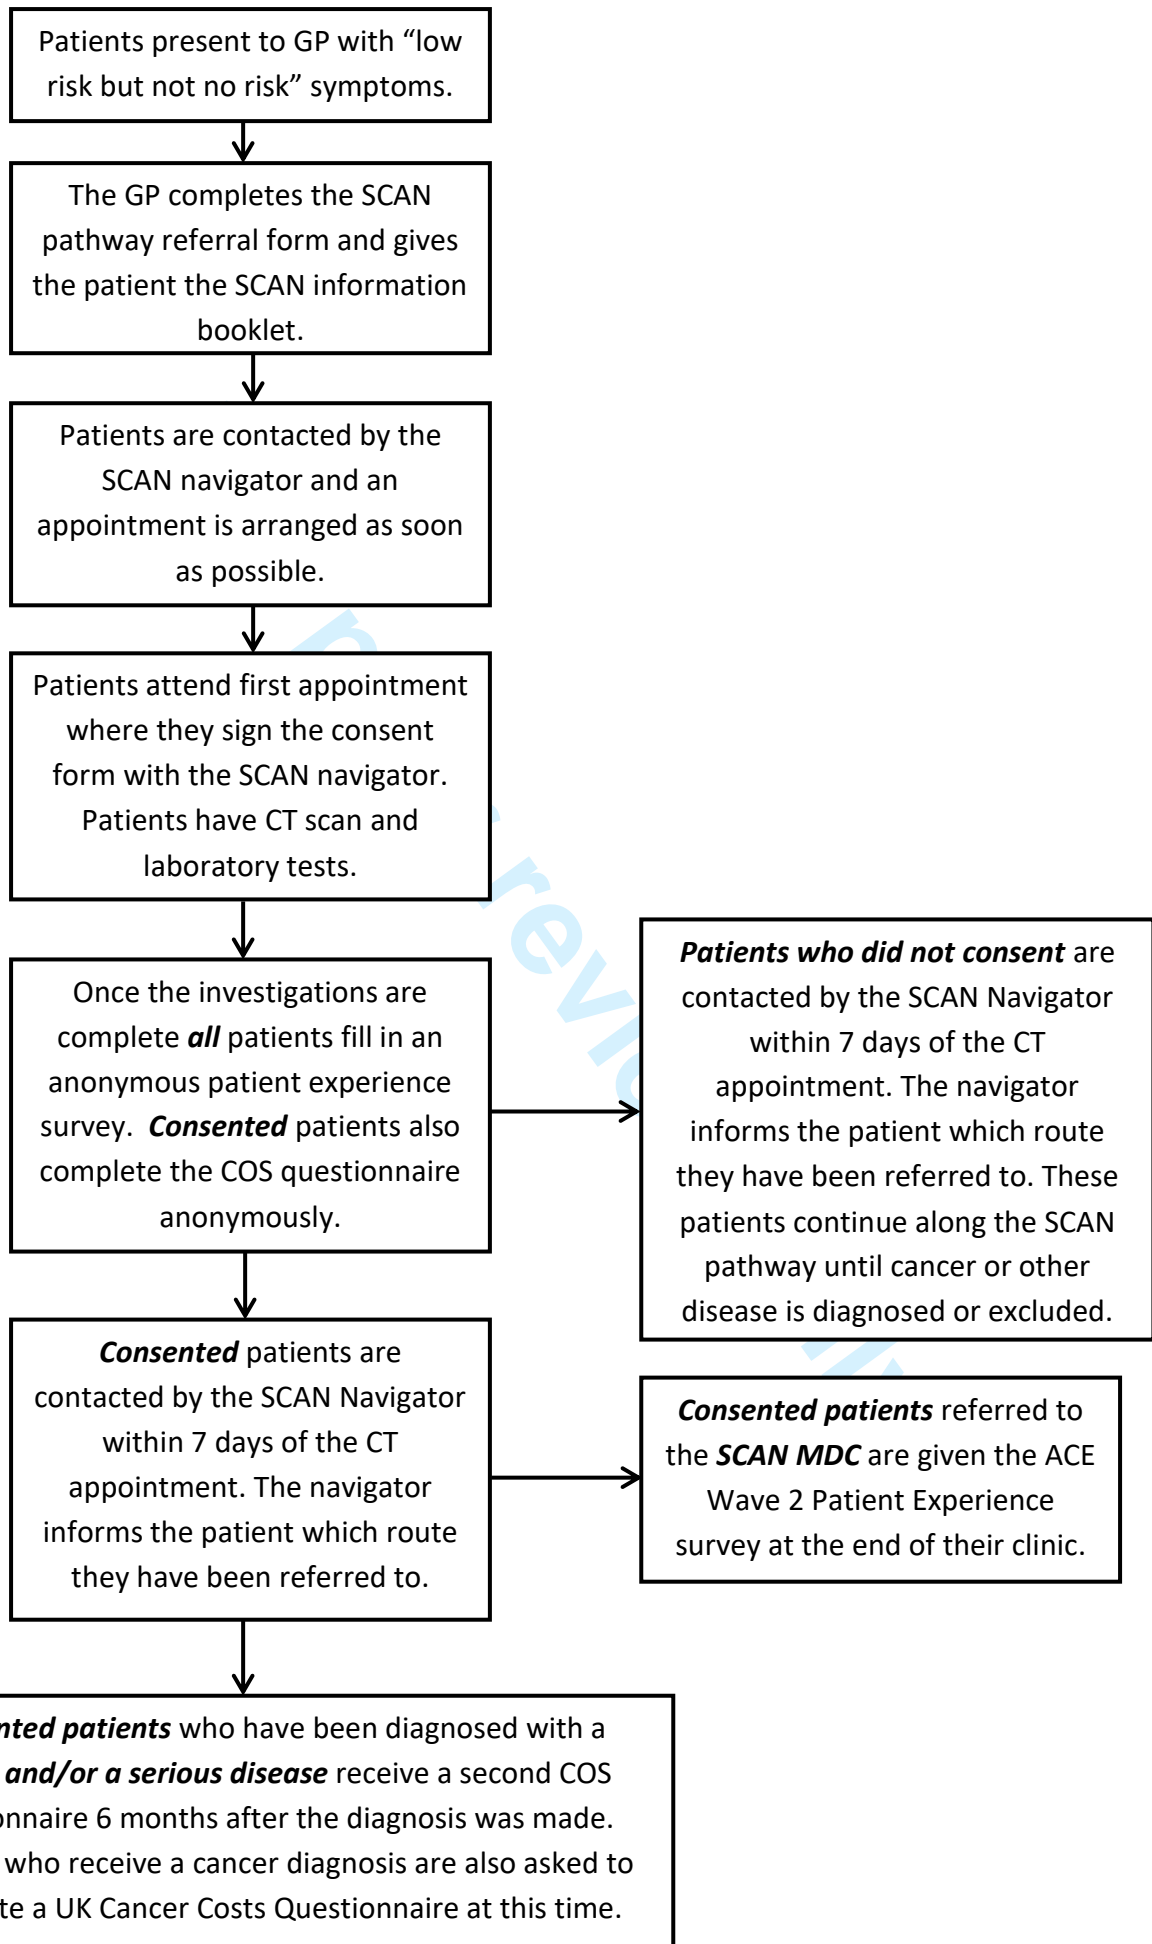 Patients present to GP with “low
risk but not no risk” symptoms.
The GP completes the SCAN
pathway referral form and gives
the patient the SCAN information
booklet.
Patients are contacted by the
SCAN navigator and an
appointment is arranged as soon
as possible.
Patients attend first appointment
where they sign the consent
form with the SCAN navigator.
Patients have CT scan and
laboratory tests.
Once the investigations are
complete all patients fill in an
anonymous patient experience
survey. Consented patients also
complete the COS questionnaire
anonymously.
Patients who did not consent are
contacted by the SCAN Navigator
within 7 days of the CT
appointment. The navigator
informs the patient which route
they have been referred to. These
patients continue along the SCAN
pathway until cancer or other
disease is diagnosed or excluded.
Consented patients are
contacted by the SCAN Navigator
within 7 days of the CT
appointment. The navigator
informs the patient which route
they have been referred to.
Consented patients referred to
the SCAN MDC are given the ACE
Wave 2 Patient Experience
survey at the end of their clinic.
nted patients who have been diagnosed with a
and/or a serious disease receive a second COS
onnaire 6 months after the diagnosis was made.
who receive a cancer diagnosis are also asked to
te a UK Cancer Costs Questionnaire at this time.